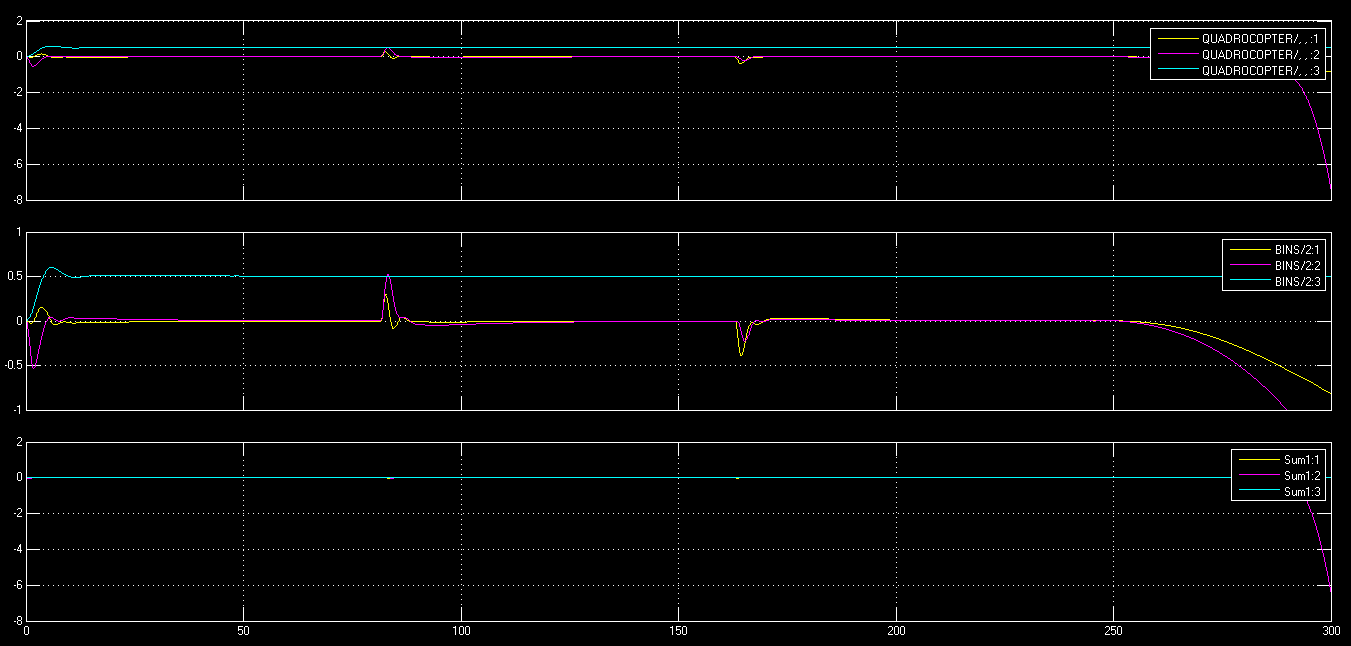 2
0
-2
-4
-6
-8
QUADROCOPTER/, , :1
QUADROCOPTER/, , :2
QUADROCOPTER/, , :3
1
0.5
0
-0.5
-1
BINS/2:1
BINS/2:2
BINS/2:3
2
0
-2
-4
-6
-8
Sum1:1
Sum1:2
Sum1:3
0 50 100 150 200 250 300